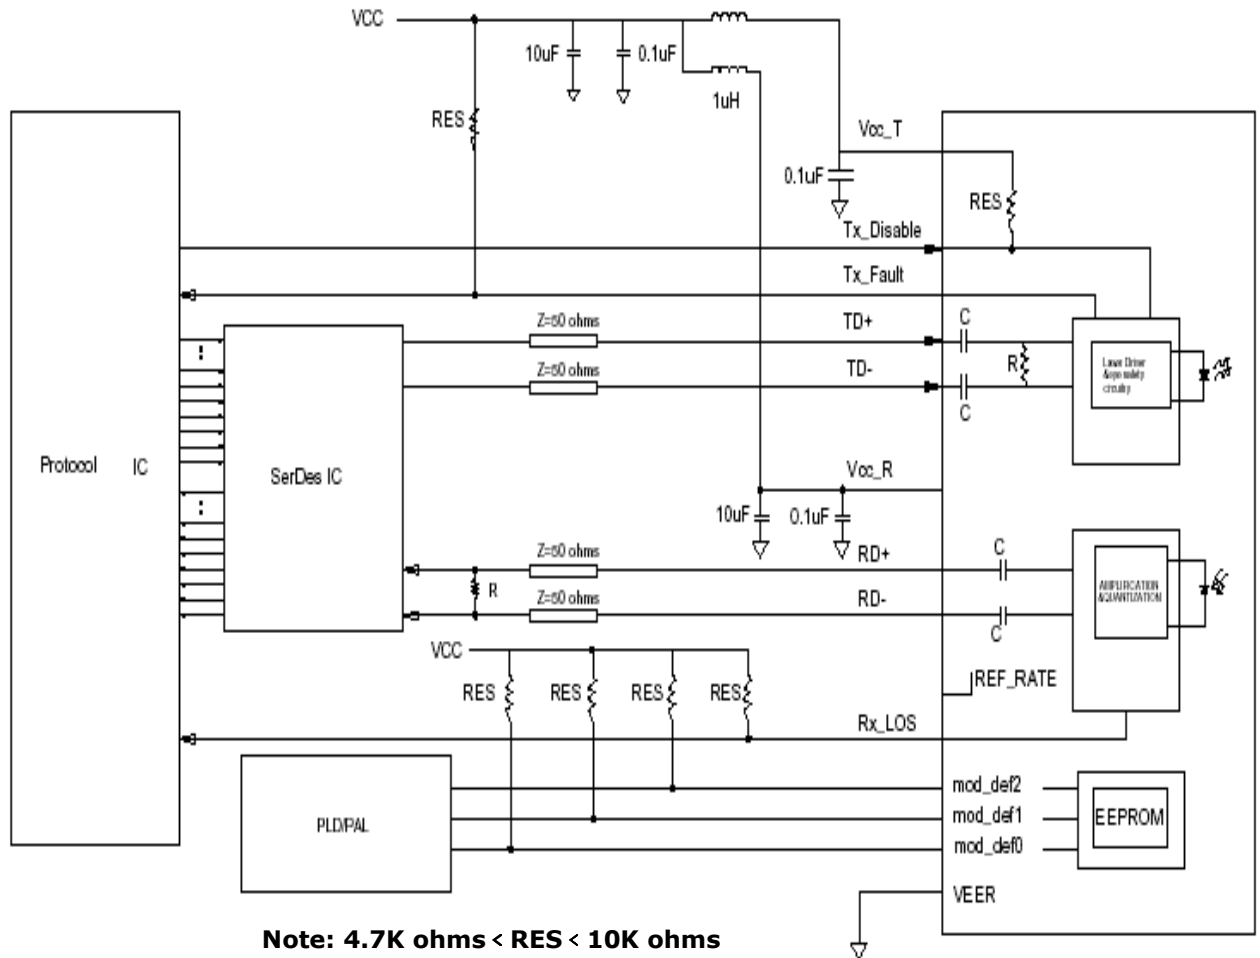 VCC
10uF
0.1uF
1uH
RES
Vcc_T
0.1uF
RES
Tx_Disable
Tx_Fault
Z=50 ohms
TD+
C
Z=50 ohms
TD-
R
C
Protocol IC
SerDes IC
Vcc_R
10uF
0.1uF
Z=50 ohms
RD+
C
R
Z=50 ohms
RD-
C
AMPLIFICATION
&QUANTIZATION
VCC
RES
RES
RES
RES
REF_RATE
Rx_LOS
PLD/PAL
mod_def2
mod_def1
mod_def0
EEPROM
VEER
Note: 4.7K ohms < RES < 10K ohms